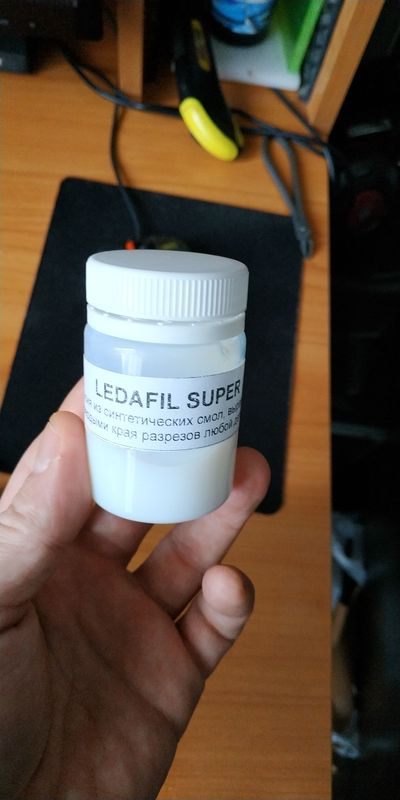 LEDAFIL SUPER
из синтетических смол,
края разрезов любой